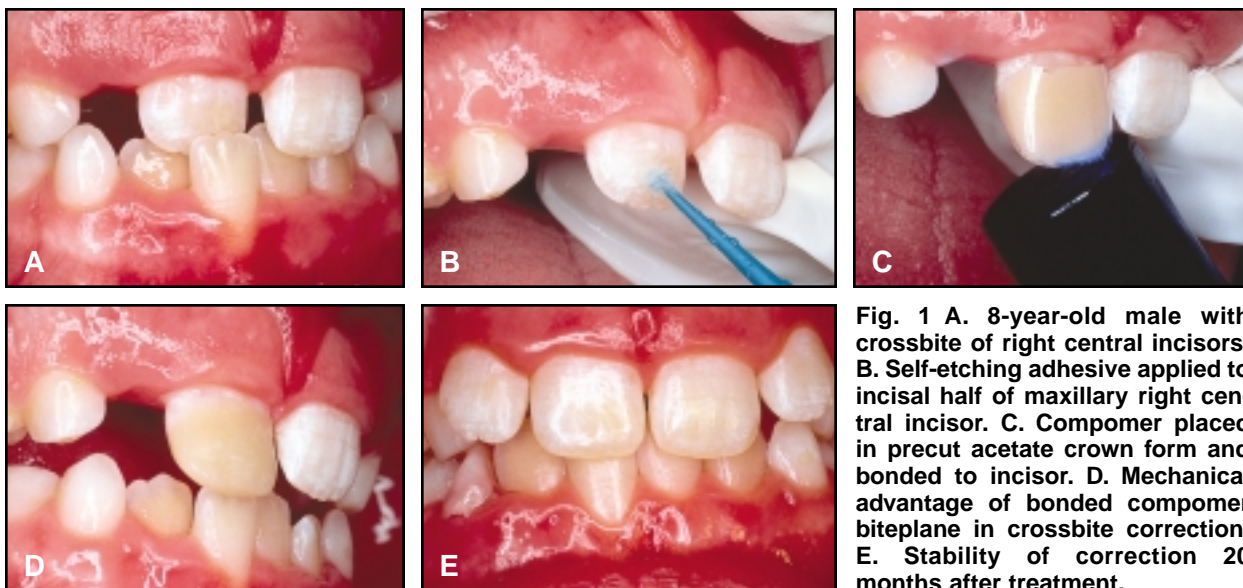 A
B
C
D
E
Fig. 1 A. 8-year-old male with
crossbite of right central incisors
B. Self-etching adhesive applied to
incisal half of maxillary right cen
tral incisor. C. Compomer placed
in precut acetate crown form and
bonded to incisor. D. Mechanica
advantage of bonded compomer
biteplane in crossbite correction
E. Stability of correction 20
months after treatment.